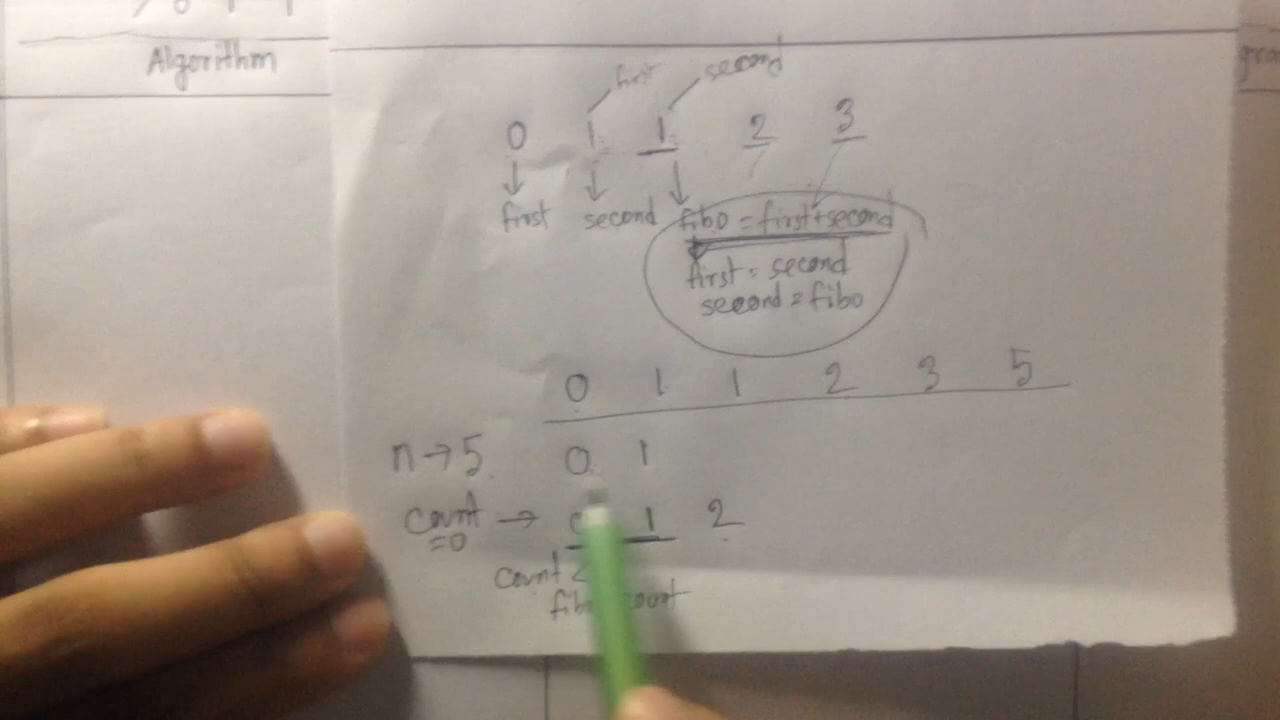 Algorithm
first second
0 1 1 2 3
first second fibo = first+second
first = second
second = fibo
0 1 1 2 3 5
n → 5 0 1
count → 0 1 2
= 0
count <
count